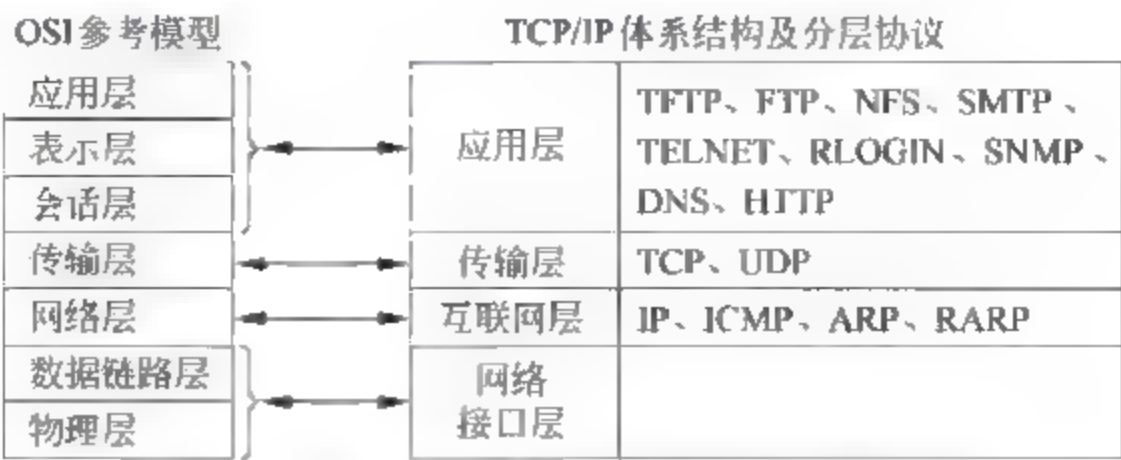 OSI参考模型
TCP/IP体系结构及分层协议
应用层
表示层
会话层
传输层
网络层
数据链路层
物理层
应用层
TFTP、FTP、NFS、SMTP、
TELNET、RLOGIN、SNMP、
DNS、HTTP
传输层
TCP、UDP
互联网层
IP、ICMP、ARP、RARP
网络
接口层